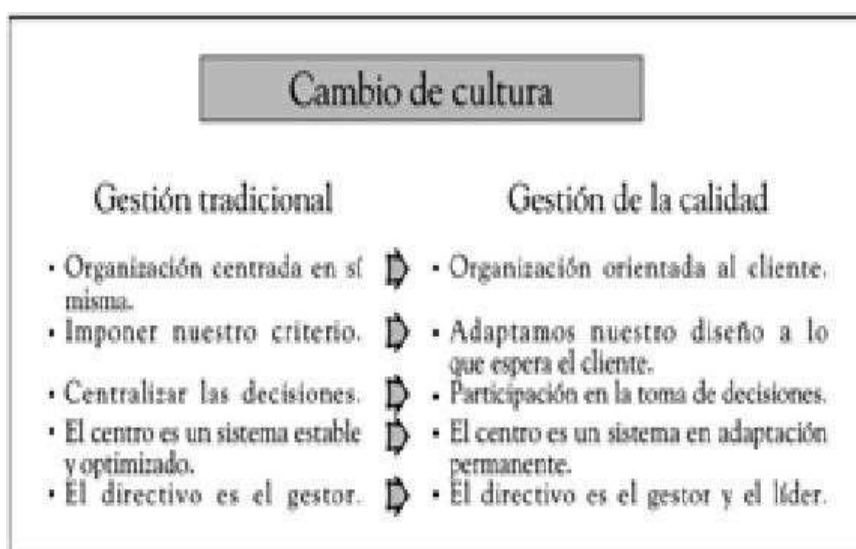 Cambio de cultura
Gestión tradicional
Gestión de la calidad
• Organización centrada en sí
misma.
• Organización orientada al cliente.
• Imponer nuestro criterio.
• Adaptamos nuestro diseño a lo
que espera el cliente.
• Centralizar las decisiones.
• Participación en la toma de decisiones.
• El centro es un sistema estable
y optimizado.
• El centro es un sistema en adaptación
permanente.
• El directivo es el gestor.
• El directivo es el gestor y el líder.